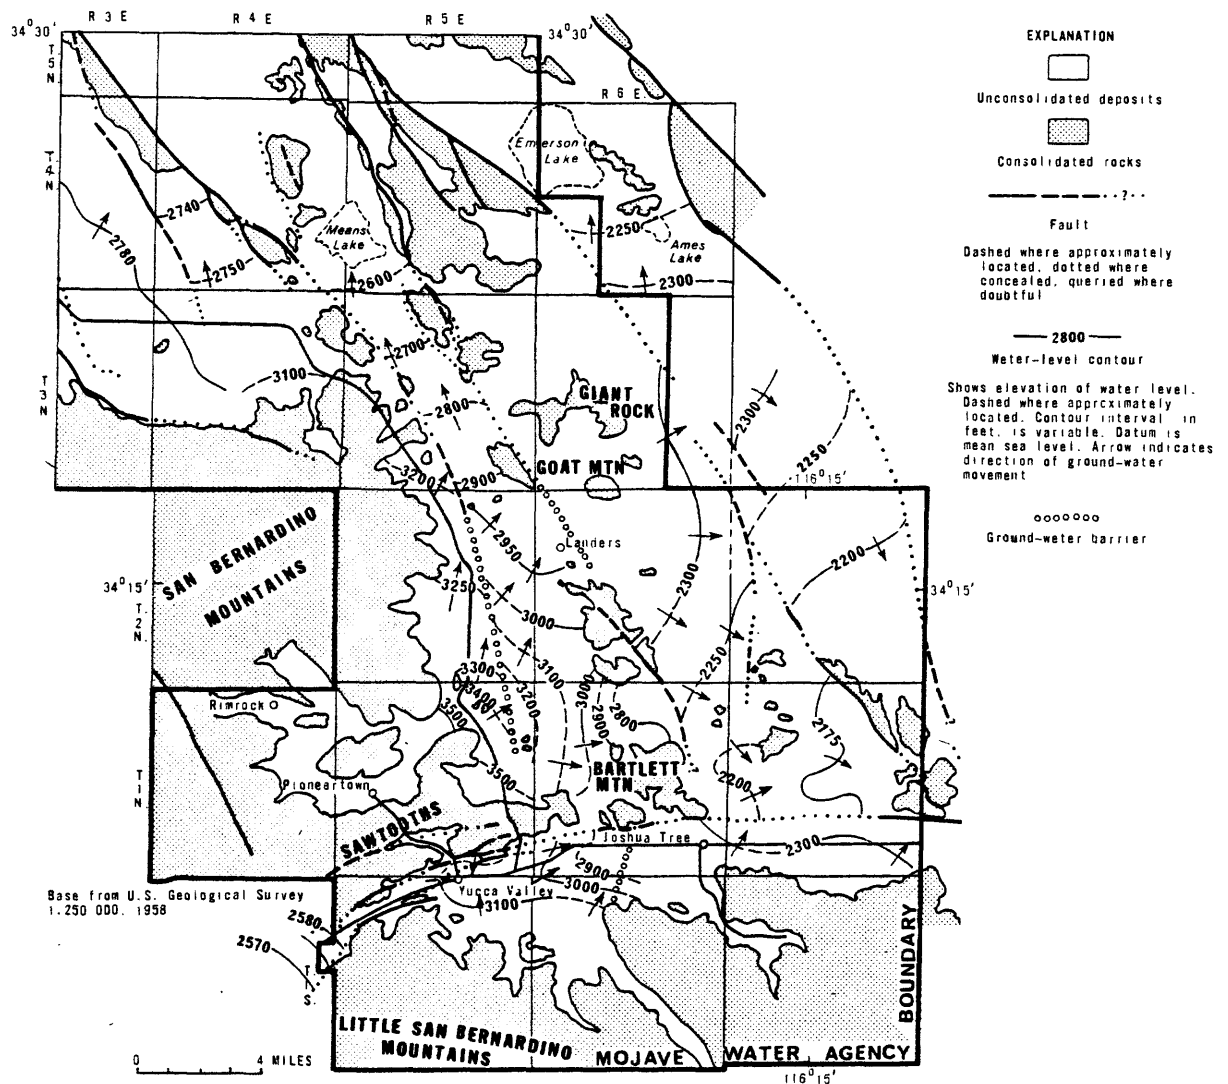 R 3 E
R 4 E
R 5 E
34°30'
34°30'
T
5
N
R 6 E
T.
4
N
Emerson
Lake
2740
Means
Lake
2250
Ames
Lake
2780
2750
2600
2300
2700
3100
T
3
N
GIANT
ROCK
2800
2300
2250
GOAT MTN
3200
2900
116°15'
SAN BERNARDINO
MOUNTAINS
2950
Landers
2200
34°15'
34°15'
3250
2300
T.
2
N.
3000
3100
2250
3300
3400
3200
3000
2900
2800
Rimrock
3500
2175
3500
BARTLETT
MTN
2200
T
1
N
Pioneertown
SAWTOOTHS
Joshua Tree
2300
2900
3000
Yucca Valley
3100
Base from U.S. Geological Survey
1:250 000, 1958
2580
2570
T
1
S.
BOUNDARY
LITTLE SAN BERNARDINO
MOUNTAINS
MOJAVE WATER AGENCY
0 4 MILES
116°15'
EXPLANATION
Unconsolidated deposits
Consolidated rocks
?
Fault
Dashed where approximately
located, dotted where
concealed, queried where
doubtful
2800
Water-level contour
Shows elevation of water level.
Dashed where approximately
located. Contour interval in
feet, is variable. Datum is
mean sea level. Arrow indicates
direction of ground-water
movement
Ground-water barrier